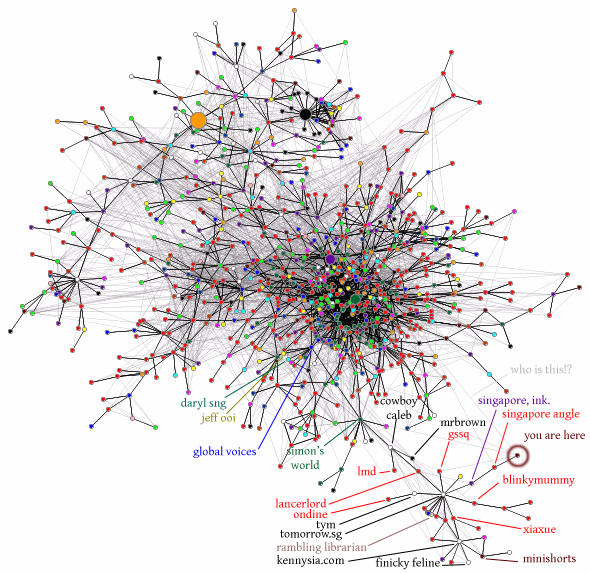 who is this!?
cowboy
caleb
singapore, ink.
daryl sng
jeff ooi
singapore angle
mrbrown
gssq
you are here
global voices
simon's
world
lmd
blinkymummy
lancerlord
ondine
tym
xiaxue
tomorrow.sg
rambling librarian
kennysia.com
finicky feline
minishorts